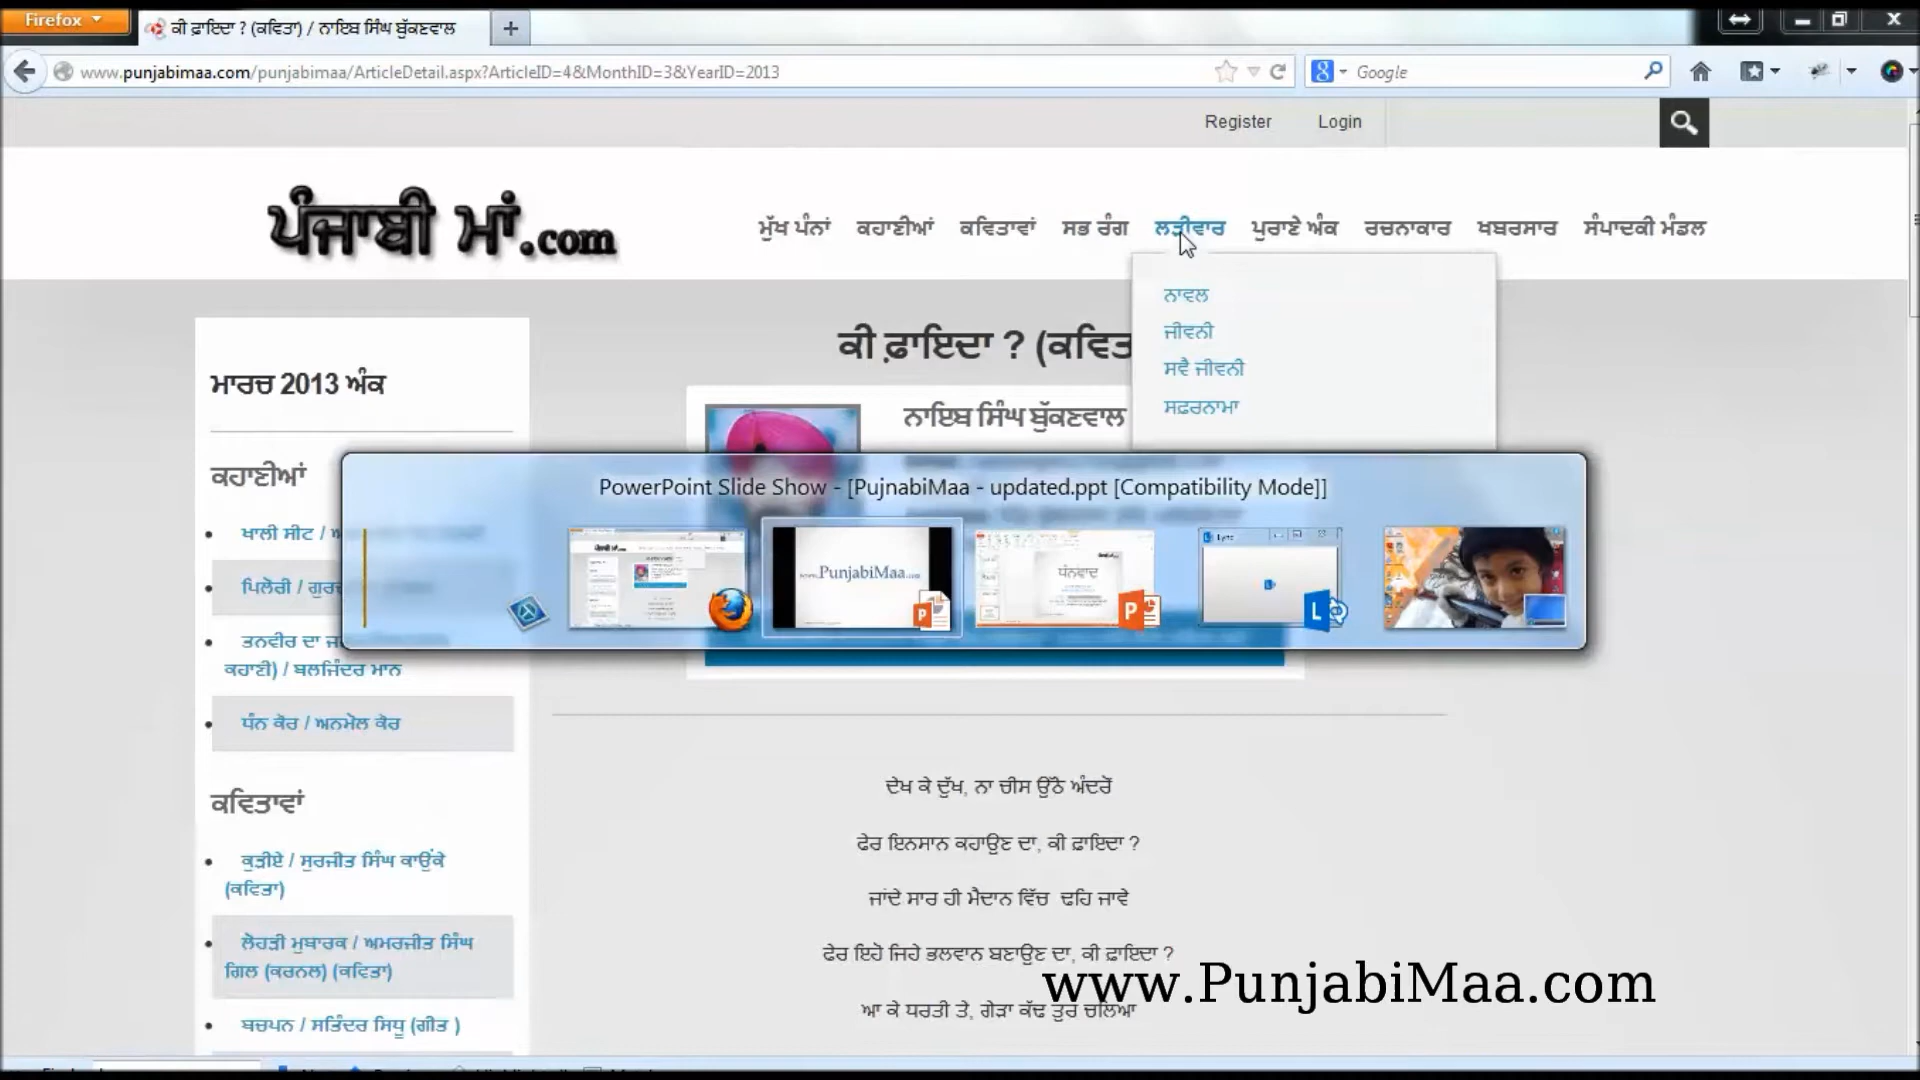 Firefox
ਕੀ ਫ਼ਾਇਦਾ ? (ਕਵਿਤਾ) / ਨਾਇਬ ਸਿੰਘ ਬੁੱਕਣਵਾਲ
www.punjabimaa.com/punjabimaa/ArticleDetail.aspx?ArticleID=4&MonthID=3&YearID=2013
Google
Register Login
ਪੰਜਾਬੀ ਮਾਂ.com
ਮੁੱਖ ਪੰਨਾਂ ਕਹਾਣੀਆਂ ਕਵਿਤਾਵਾਂ ਸਭ ਰੰਗ ਲੜੀਵਾਰ ਪੁਰਾਣੇ ਅੰਕ ਰਚਨਾਕਾਰ ਖਬਰਸਾਰ ਸੰਪਾਦਕੀ ਮੰਡਲ
ਨਾਵਲ
ਜੀਵਨੀ
ਸਵੈ ਜੀਵਨੀ
ਸਫ਼ਰਨਾਮਾ
ਮਾਰਚ 2013 ਅੰਕ
ਕਹਾਣੀਆਂ
ਖਾਲੀ ਸੀਟ /
ਪਿਲੋਰੀ /
ਤਨਵੀਰ ਦਾ
ਕਹਾਣੀ) / ਬਲਜਿੰਦਰ ਮਾਨ
ਧੰਨ ਕੋਰ / ਅਨਮੋਲ ਕੋਰ
ਕਵਿਤਾਵਾਂ
ਕੁੜੀਏ / ਸੁਰਜੀਤ ਸਿੰਘ ਕਾਉਂਕੇ
(ਕਵਿਤਾ)
ਲੋਹੜੀ ਮੁਬਾਰਕ / ਅਮਰਜੀਤ ਸਿੰਘ
ਗਿਲ (ਕਰਨਲ) (ਕਵਿਤਾ)
ਬਚਪਨ / ਸਤਿੰਦਰ ਸਿਧੂ (ਗੀਤ )
ਕੀ ਫ਼ਾਇਦਾ ? (ਕਵਿਤ
ਨਾਇਬ ਸਿੰਘ ਬੁੱਕਣਵਾਲ
PowerPoint Slide Show - [PujnabiMaa - updated.ppt [Compatibility Mode]]
www.PunjabiMaa.com
ਧੰਨਵਾਦ
Lync
ਦੇਖ ਕੇ ਦੁੱਖ, ਨਾ ਚੀਸ ਉੱਠੇ ਅੰਦਰੋਂ
ਫੇਰ ਇਨਸਾਨ ਕਹਾਉਣ ਦਾ, ਕੀ ਫ਼ਾਇਦਾ ?
ਜਾਂਦੇ ਸਾਰ ਹੀ ਮੈਦਾਨ ਵਿੱਚ ਢਹਿ ਜਾਵੇ
ਫੇਰ ਇਹੋ ਜਿਹੇ ਭਲਵਾਨ ਬਣਾਉਣ ਦਾ, ਕੀ ਫ਼ਾਇਦਾ ?
ਆ ਕੇ ਧਰਤੀ ਤੇ, ਗੇੜਾ ਕੱਢ ਤੁਰ ਚਲਿਆ
www.PunjabiMaa.com